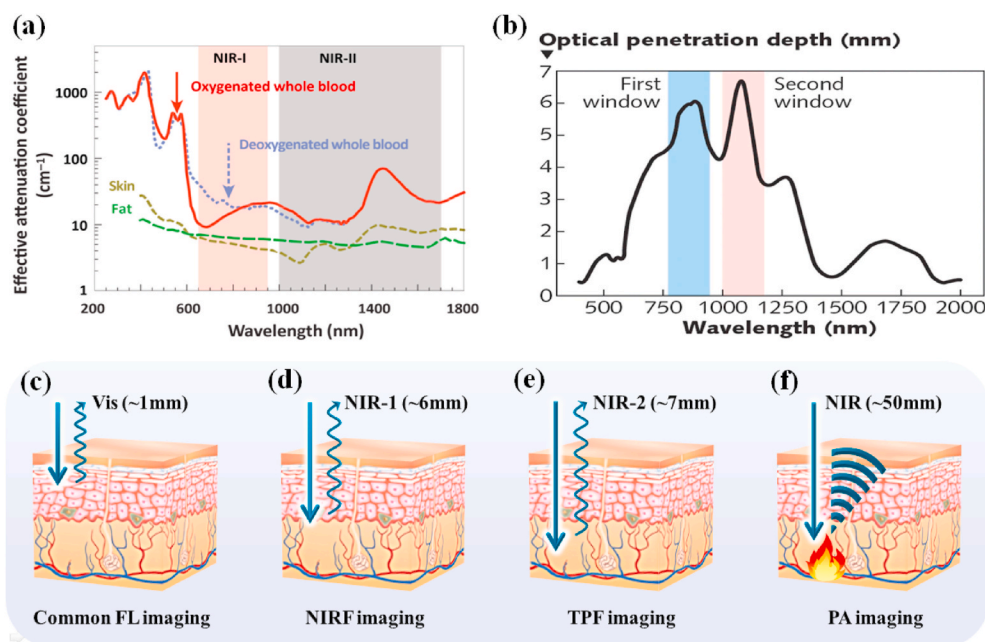 (a)
NIR-I
NIR-II
Oxygenated whole blood
Deoxygenated whole blood
Skin
Fat
Effective attenuation coefficient
(cm⁻¹)
1000
100
10
1
200
600
1000
1400
1800
Wavelength (nm)
(b)
Optical penetration depth (mm)
7
6
5
4
3
2
1
0
First
window
Second
window
500
750
1000
1250
1500
1750
2000
Wavelength (nm)
(c)
Vis (~1mm)
Common FL imaging
(d)
NIR-1 (~6mm)
NIRF imaging
(e)
NIR-2 (~7mm)
TPF imaging
(f)
NIR (~50mm)
PA imaging